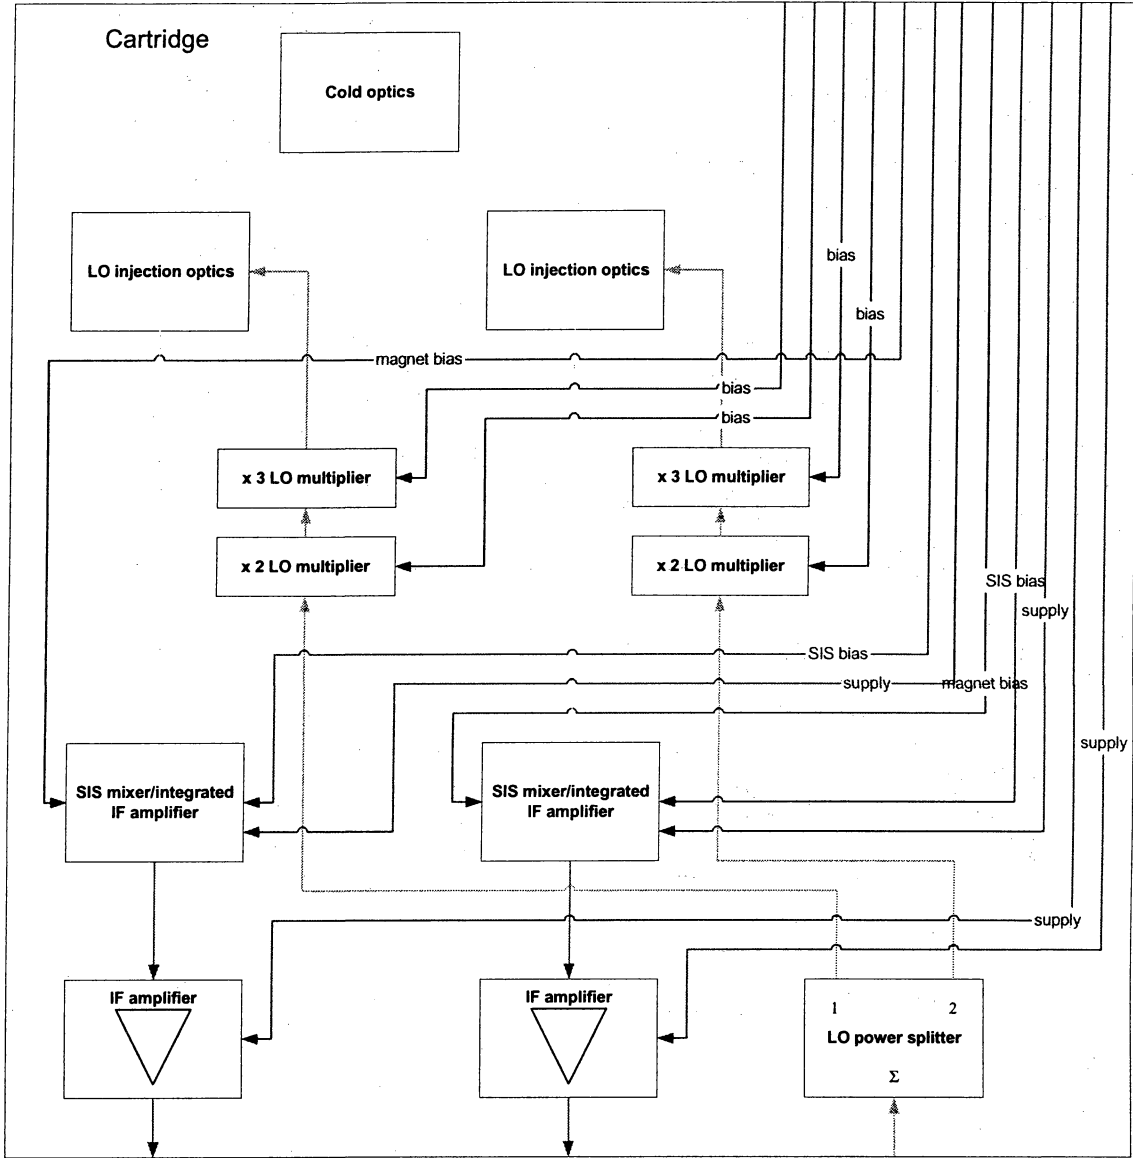 Cartridge
Cold optics
LO injection optics
LO injection optics
bias
bias
magnet bias
bias
bias
x 3 LO multiplier
x 3 LO multiplier
x 2 LO multiplier
x 2 LO multiplier
SIS bias
supply
SIS bias
supply
magnet bias
supply
SIS mixer/integrated
IF amplifier
SIS mixer/integrated
IF amplifier
supply
IF amplifier
IF amplifier
1
2
LO power splitter
Σ